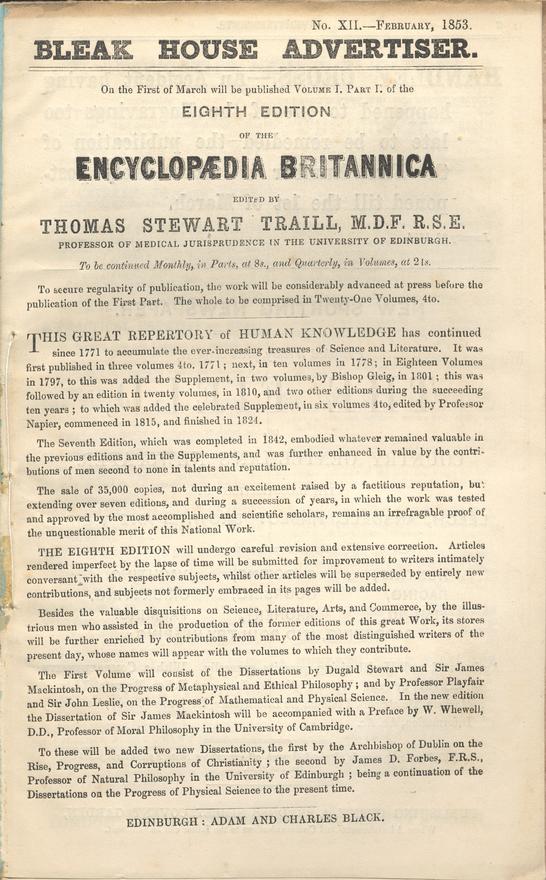 No. XII.—February, 1853.
BLEAK HOUSE ADVERTISER.
On the First of March will be published Volume I. Part I. of the
EIGHTH EDITION
OF THE
ENCYCLOPÆDIA BRITANNICA
EDITED BY
THOMAS STEWART TRAILL, M.D.F. R.S.E.
PROFESSOR OF MEDICAL JURISPRUDENCE IN THE UNIVERSITY OF EDINBURGH.
To be continued Monthly, in Parts, at 8s., and Quarterly, in Volumes, at 24s.
To secure regularity of publication, the work will be considerably advanced at press before the
publication of the First Part. The whole to be comprised in Twenty-One Volumes, 4to.
THIS GREAT REPERTORY of HUMAN KNOWLEDGE has continued
since 1771 to accumulate the ever-increasing treasures of Science and Literature. It was
first published in three volumes 4to. 1771; next, in ten volumes in 1778; in Eighteen Volumes
in 1797, to this was added the Supplement, in two volumes, by Bishop Gleig, in 1801; this was
followed by an edition in twenty volumes, in 1810, and two other editions during the succeeding
ten years; to which was added the celebrated Supplement, in six volumes 4to, edited by Professor
Napier, commenced in 1815, and finished in 1824.
The Seventh Edition, which was completed in 1842, embodied whatever remained valuable in
the previous editions and in the Supplements, and was further enhanced in value by the contri-
butions of men second to none in talents and reputation.
The sale of 35,000 copies, not during an excitement raised by a factitious reputation, but
extending over seven editions, and during a succession of years, in which the work was tested
and approved by the most accomplished and scientific scholars, remains an irrefragable proof of
the unquestionable merit of this National Work.
THE EIGHTH EDITION will undergo careful revision and extensive correction. Articles
rendered imperfect by the lapse of time will be submitted for improvement to writers intimately
conversant with the respective subjects, whilst other articles will be superseded by entirely new
contributions, and subjects not formerly embraced in its pages will be added.
Besides the valuable disquisitions on Science, Literature, Arts, and Commerce, by the illus-
trious men who assisted in the production of the former editions of this great Work, its stores
will be further enriched by contributions from many of the most distinguished writers of the
present day, whose names will appear with the volumes to which they contribute.
The First Volume will consist of the Dissertations by Dugald Stewart and Sir James
Mackintosh, on the Progress of Metaphysical and Ethical Philosophy; and by Professor Playfair
and Sir John Leslie, on the Progress of Mathematical and Physical Science. In the new edition
the Dissertation of Sir James Mackintosh will be accompanied with a Preface by W. Whewell,
D.D., Professor of Moral Philosophy in the University of Cambridge.
To these will be added two new Dissertations, the first by the Archbishop of Dublin on the
Rise, Progress, and Corruptions of Christianity; the second by James D. Forbes, F.R.S.,
Professor of Natural Philosophy in the University of Edinburgh; being a continuation of the
Dissertations on the Progress of Physical Science to the present time.
EDINBURGH: ADAM AND CHARLES BLACK.